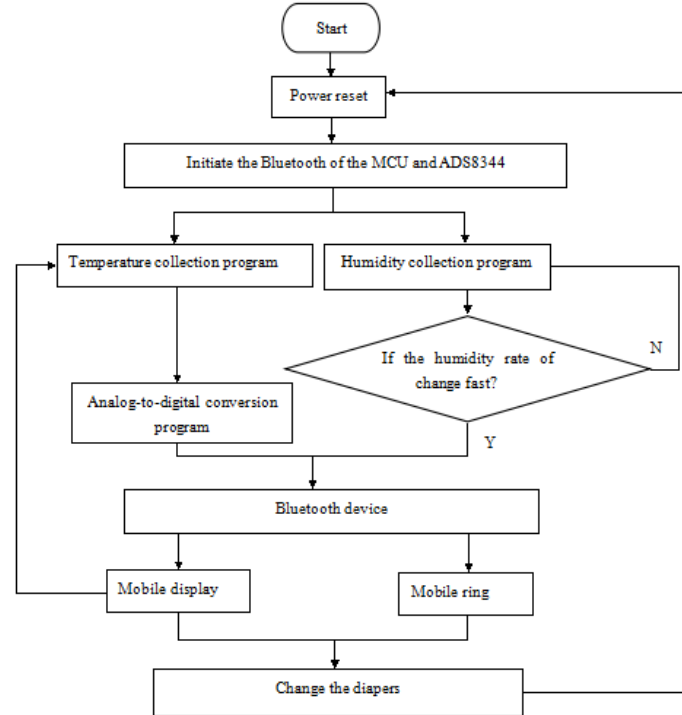 Start
Power reset
Initiate the Bluetooth of the MCU and ADS8344
Temperature collection program
Humidity collection program
If the humidity rate of
change fast?
N
Analog-to-digital conversion
program
Y
Bluetooth device
Mobile display
Mobile ring
Change the diapers